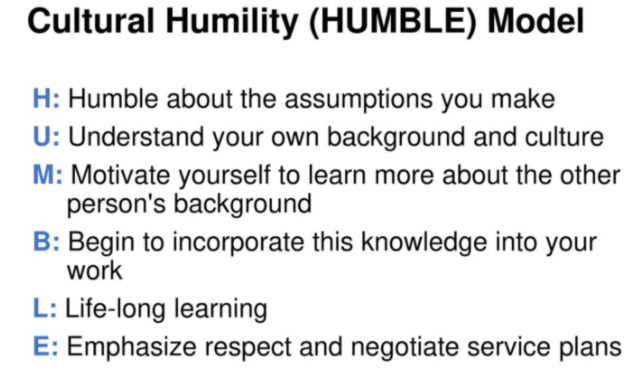 Cultural Humility (HUMBLE) Model
H: Humble about the assumptions you make
U: Understand your own background and culture
M: Motivate yourself to learn more about the other
person's background
B: Begin to incorporate this knowledge into your
work
L: Life-long learning
E: Emphasize respect and negotiate service plans